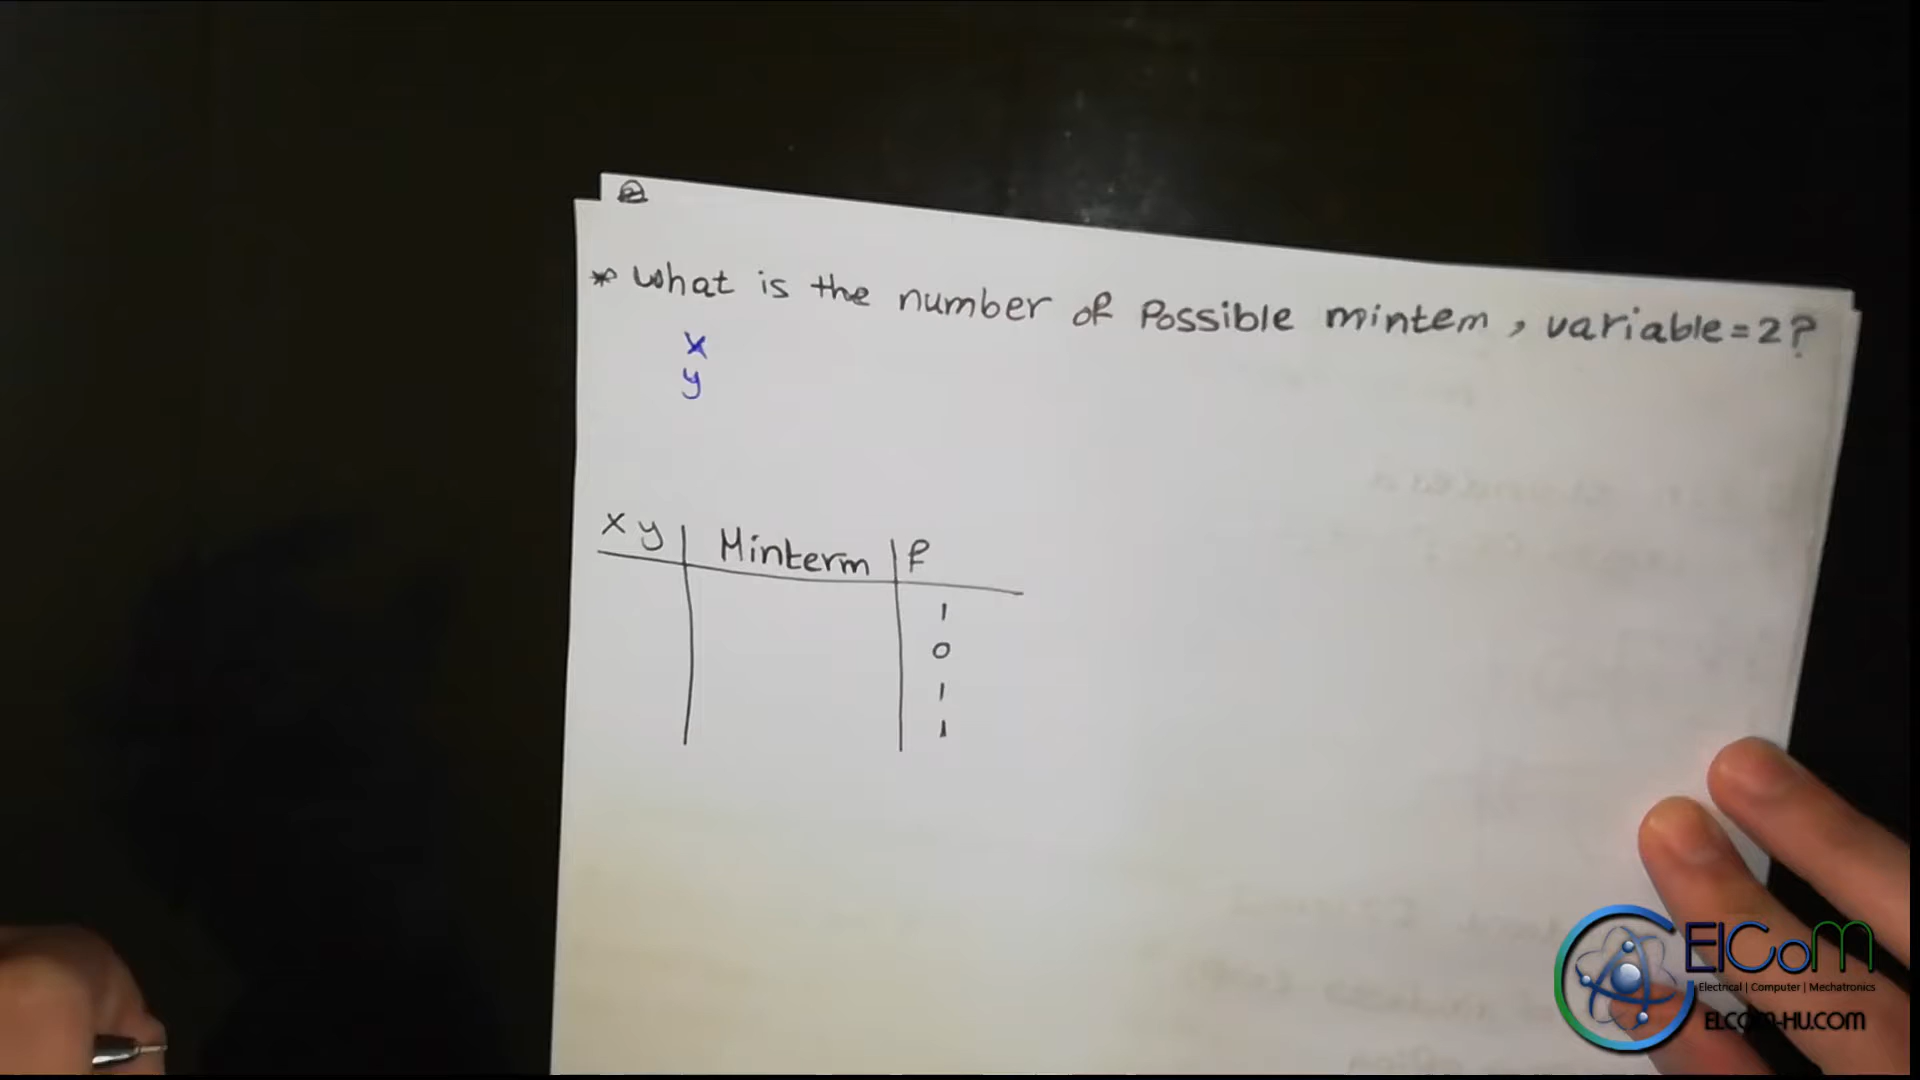 2
* What is the number of Possible mintem, variable=2?
x
y
x y | Minterm | F
1
0
1
1
ElCoM
Electrical | Computer | Mechatronics
ELCOM-HU.COM